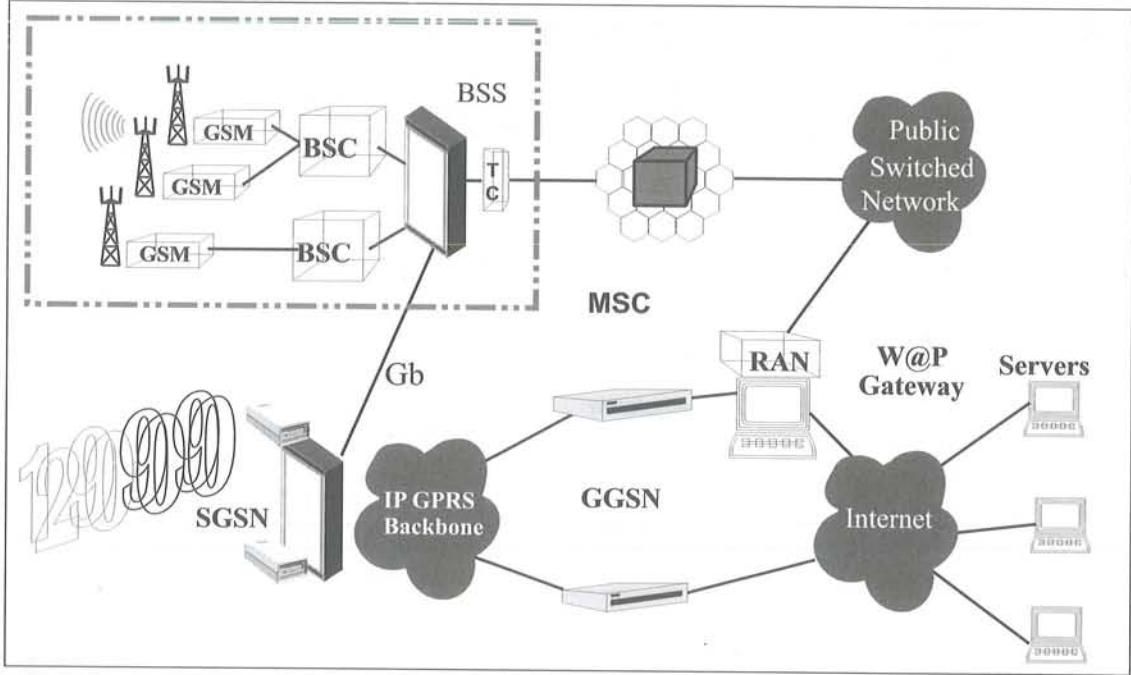 BSS
GSM
BSC
GSM
T
C
GSM
BSC
Public
Switched
Network
MSC
Gb
RAN
W@P
Gateway
Servers
SGSN
IP GPRS
Backbone
GGSN
Internet